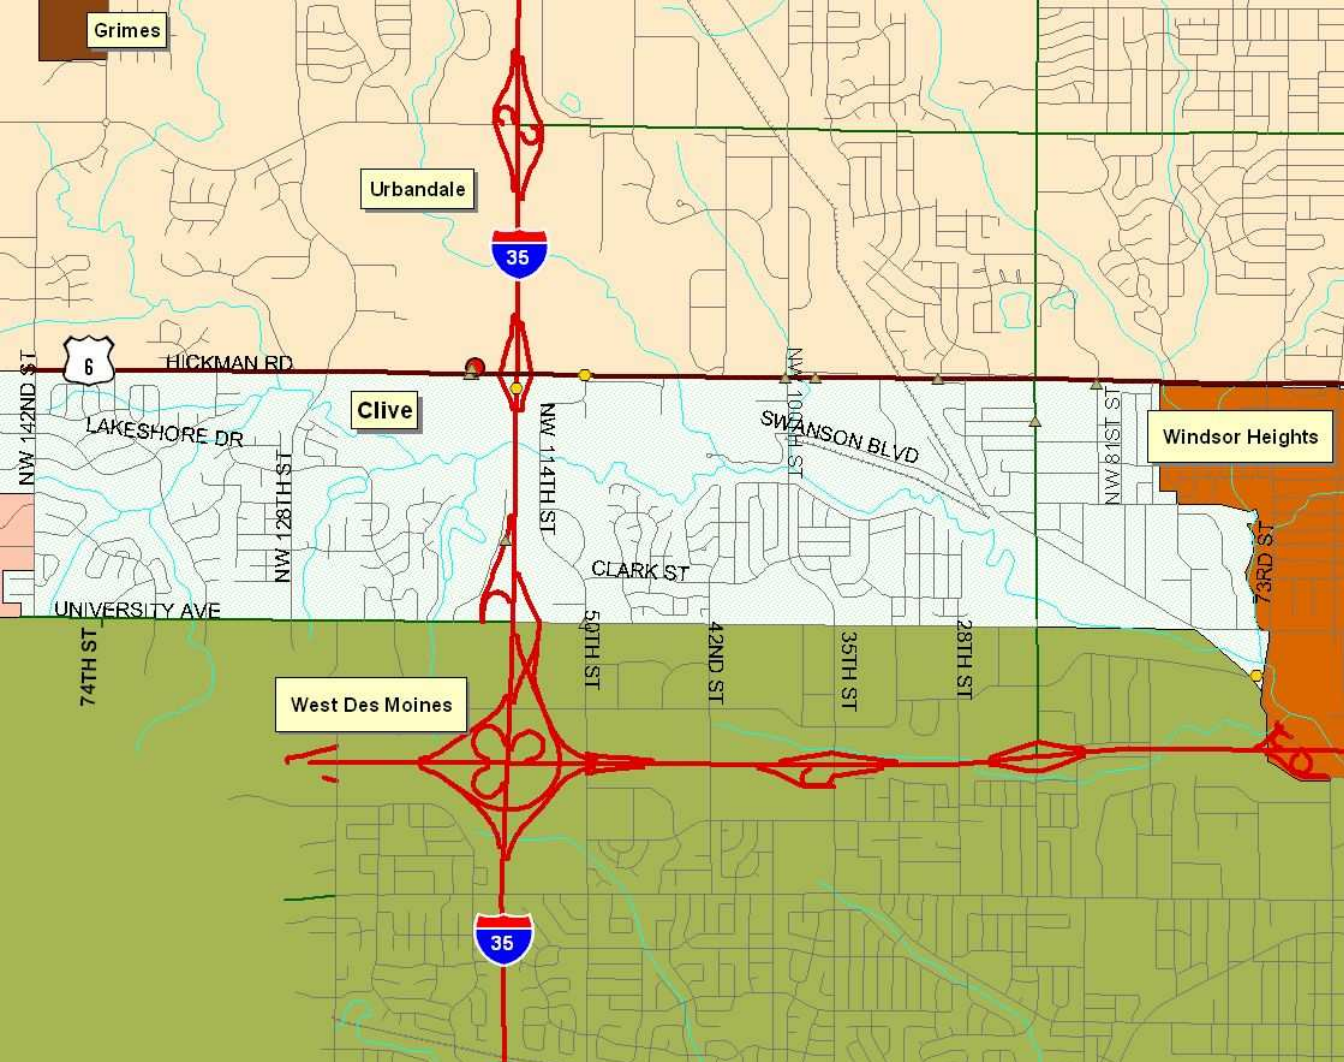 Grimes
Urbandale
35
6
HICKMAN RD
NW 142ND ST
Clive
LAKESHORE DR
NW 128TH ST
NW 114TH ST
NW 100TH ST
SWANSON BLVD
NW 81ST ST
Windsor Heights
73RD ST
CLARK ST
UNIVERSITY AVE
74TH ST
50TH ST
42ND ST
35TH ST
28TH ST
West Des Moines
35